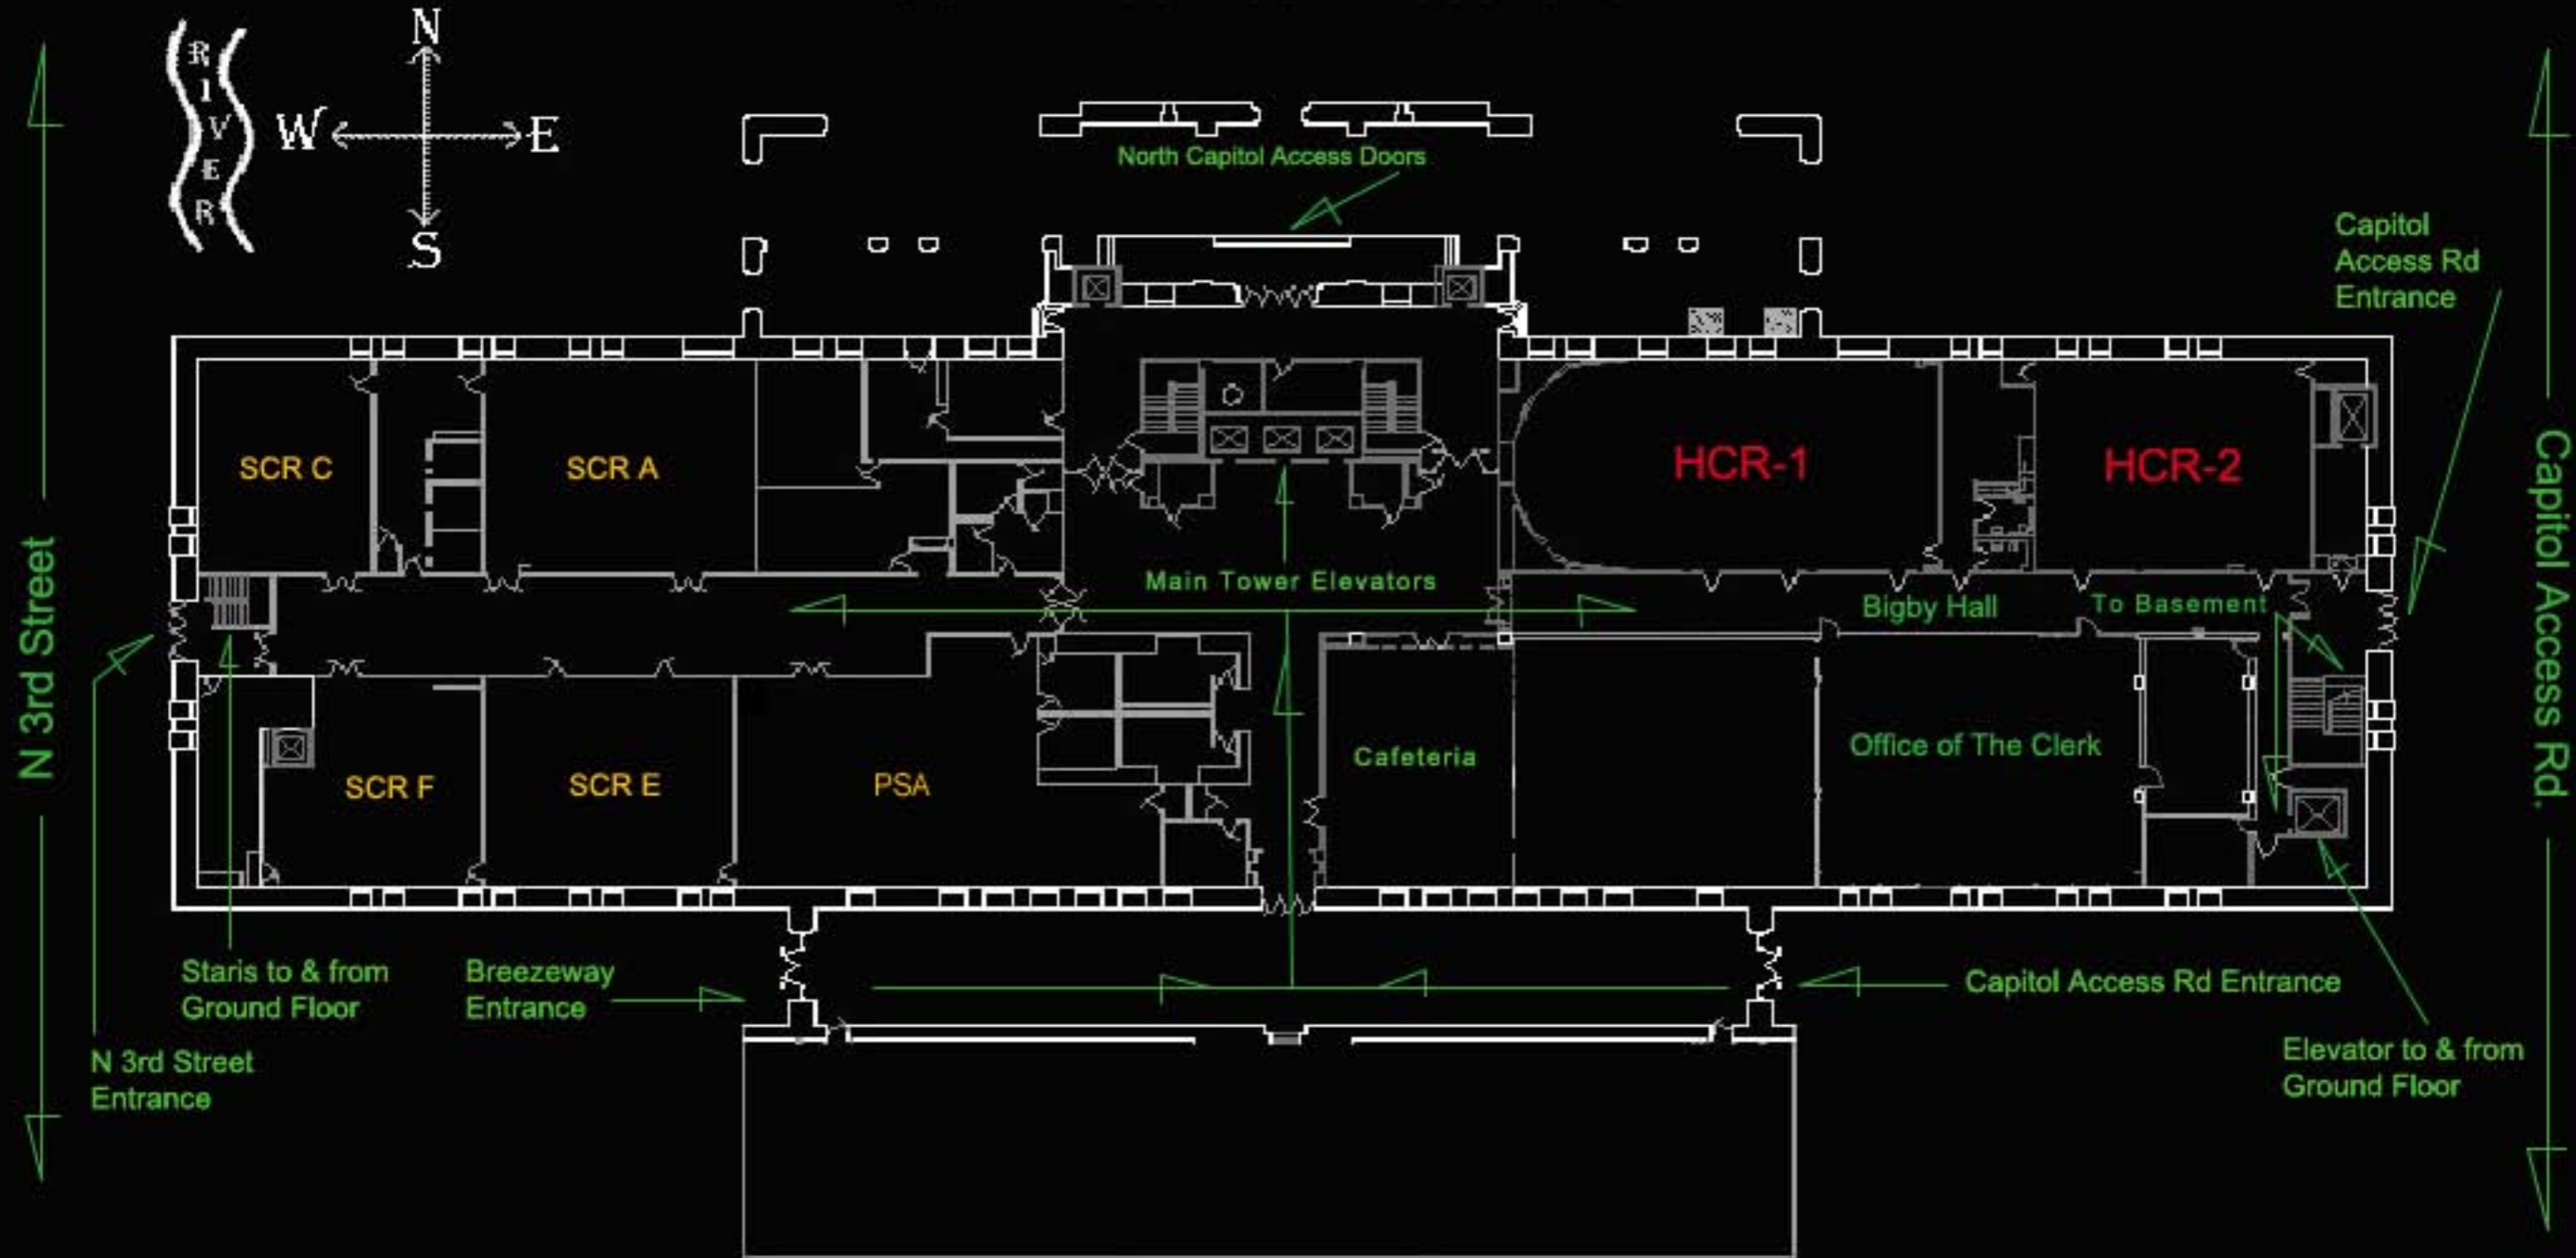 RIVER
N
W E
S
North Capitol Access Doors
Capitol
Access Rd
Entrance
SCR C
SCR A
HCR-1
HCR-2
Main Tower Elevators
Bigby Hall
To Basement
N 3rd Street
Capitol Access Rd.
SCR F
SCR E
PSA
Cafeteria
Office of The Clerk
Staris to & from
Ground Floor
Breezeway
Entrance
Capitol Access Rd Entrance
N 3rd Street
Entrance
Elevator to & from
Ground Floor